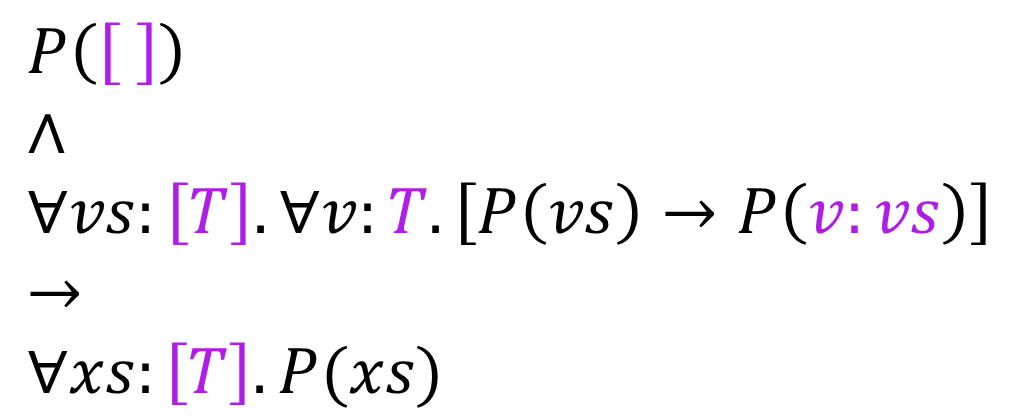 P([ ])
∧
∀vs: [T]. ∀v: T. [P(vs) → P(v: vs)]
→
∀xs: [T]. P(xs)